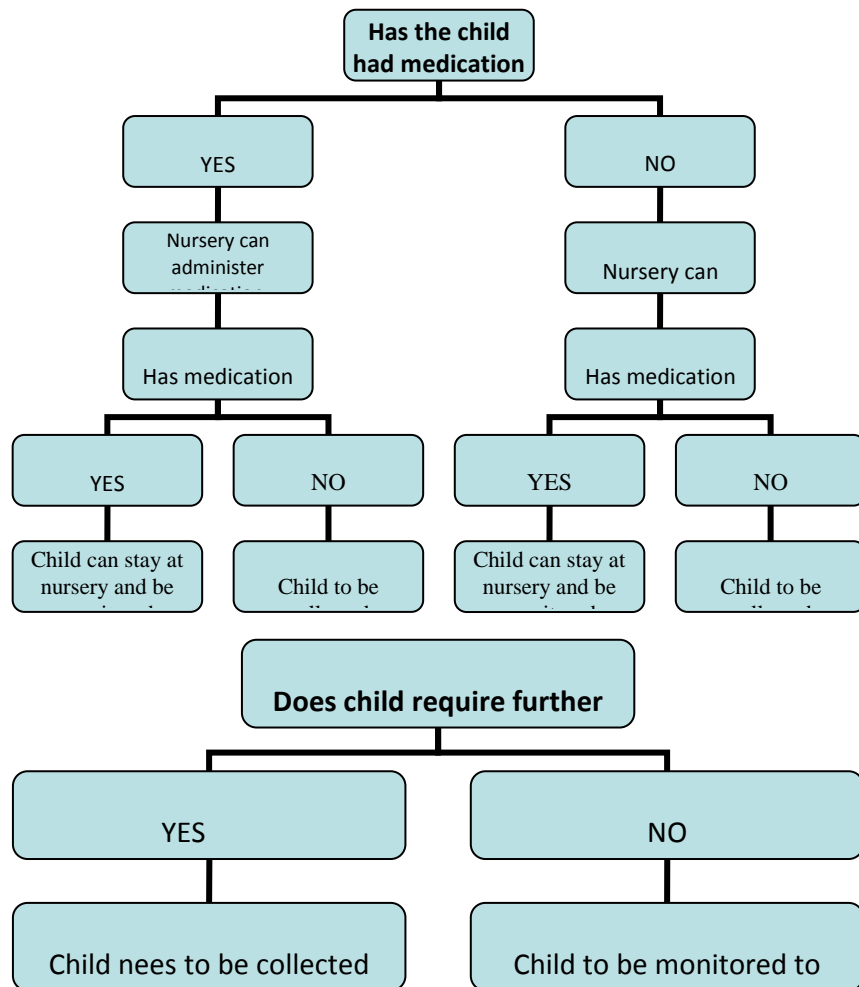 Has the child
had medication
YES
NO
Nursery can
administer
Nursery can
Has medication
Has medication
YES
NO
YES
NO
Child can stay at
nursery and be
Child to be
Child can stay at
nursery and be
Child to be
Does child require further
YES
NO
Child nees to be collected
Child to be monitored to